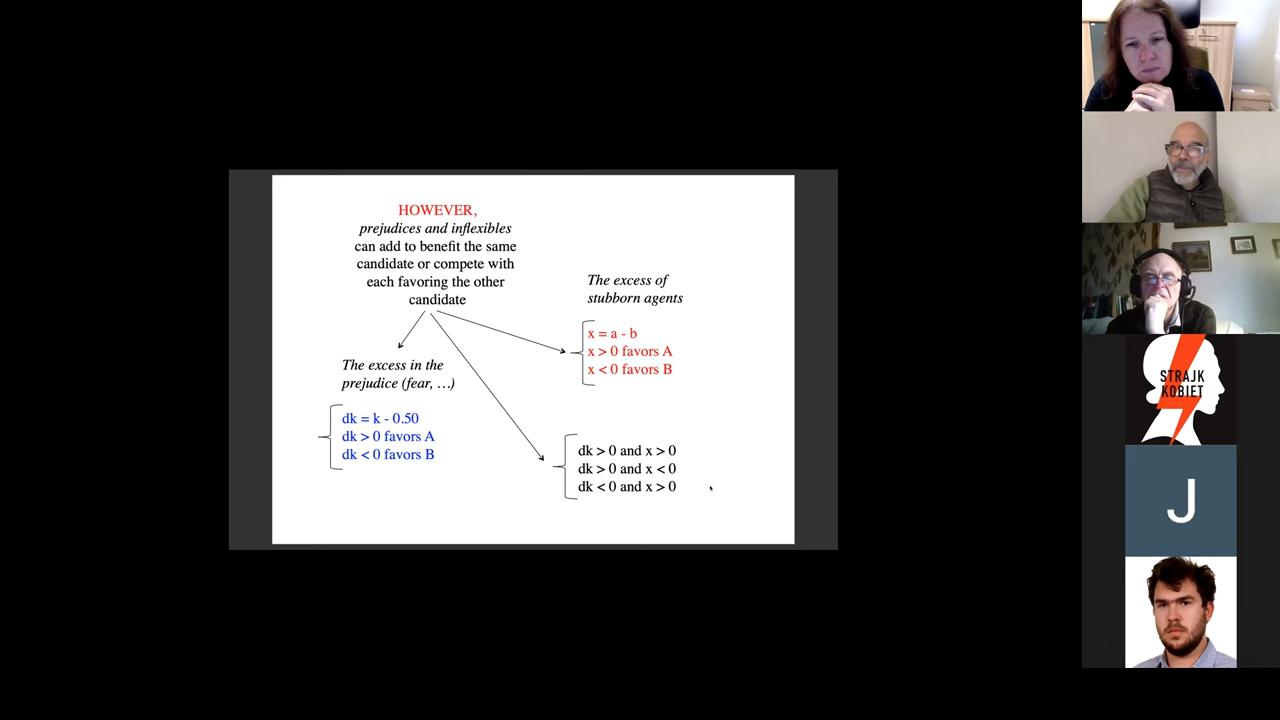 HOWEVER,
prejudices and inflexibles
can add to benefit the same
candidate or compete with
each favoring the other
candidate
The excess in the
prejudice (fear, …)
dk = k - 0.50
dk > 0 favors A
dk < 0 favors B
The excess of
stubborn agents
x = a - b
x > 0 favors A
x < 0 favors B
dk > 0 and x > 0
dk > 0 and x < 0
dk < 0 and x > 0
STRAJK
KOBIET
J